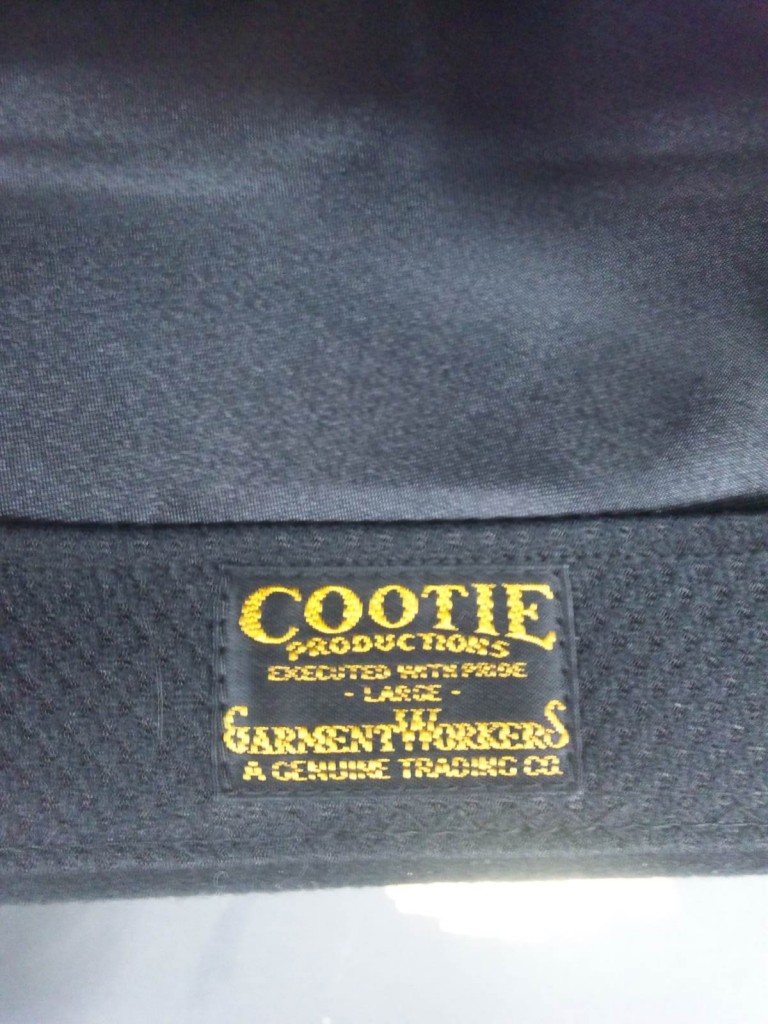 COOTIE
PRODUCTIONS
EXECUTED WITH PRIDE
- LARGE -
GARMENTWORKERS
A GENUINE TRADING CO.